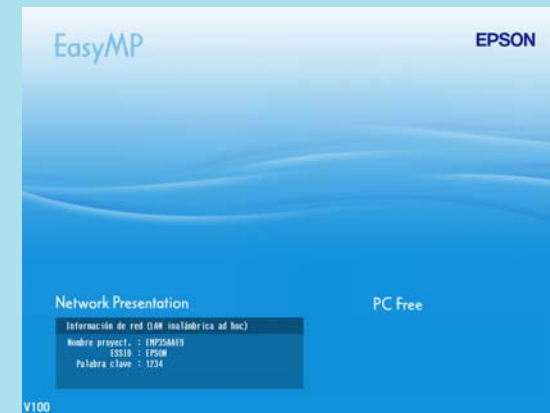 EasyMP
EPSON
Network Presentation
PC Free
Información de red (LAN inalámbrica ad hoc)
Nombre proyect. : EMP35AAE9
ESSID : EPSON
Palabra clave : 1234
V100